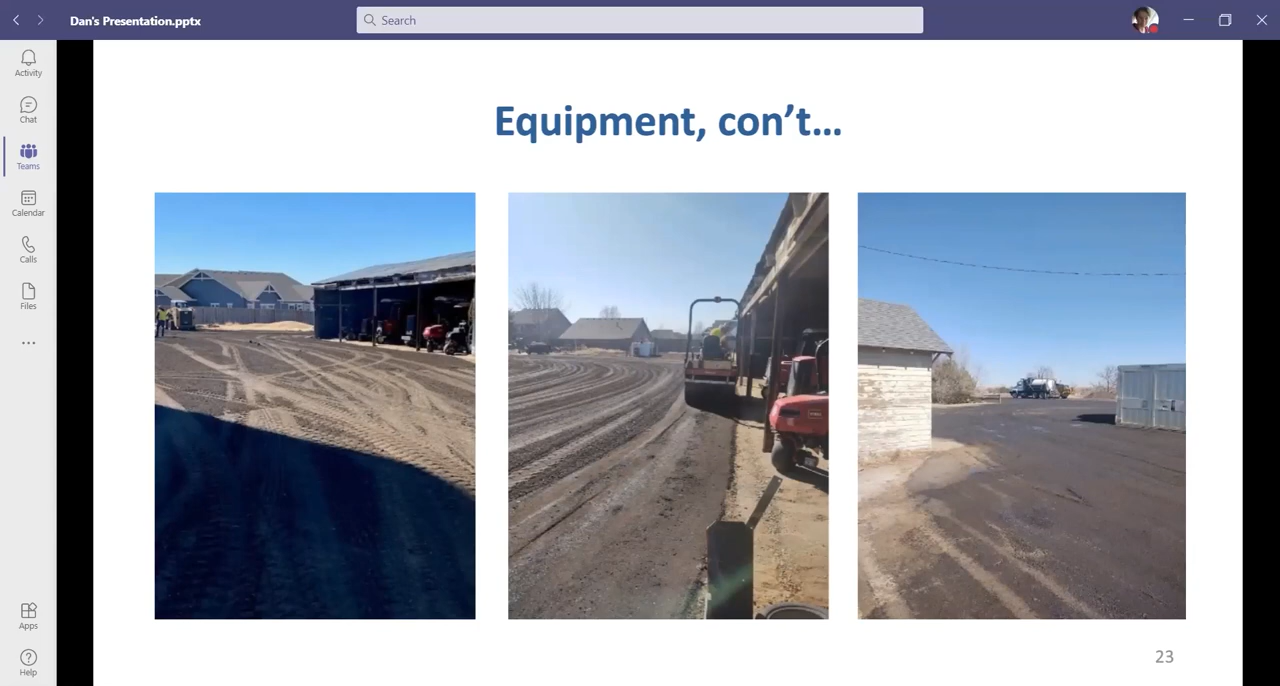 Dan's Presentation.pptx
Search
Activity
Chat
Teams
Calendar
Calls
Files
Apps
Help
Equipment, con’t…
23